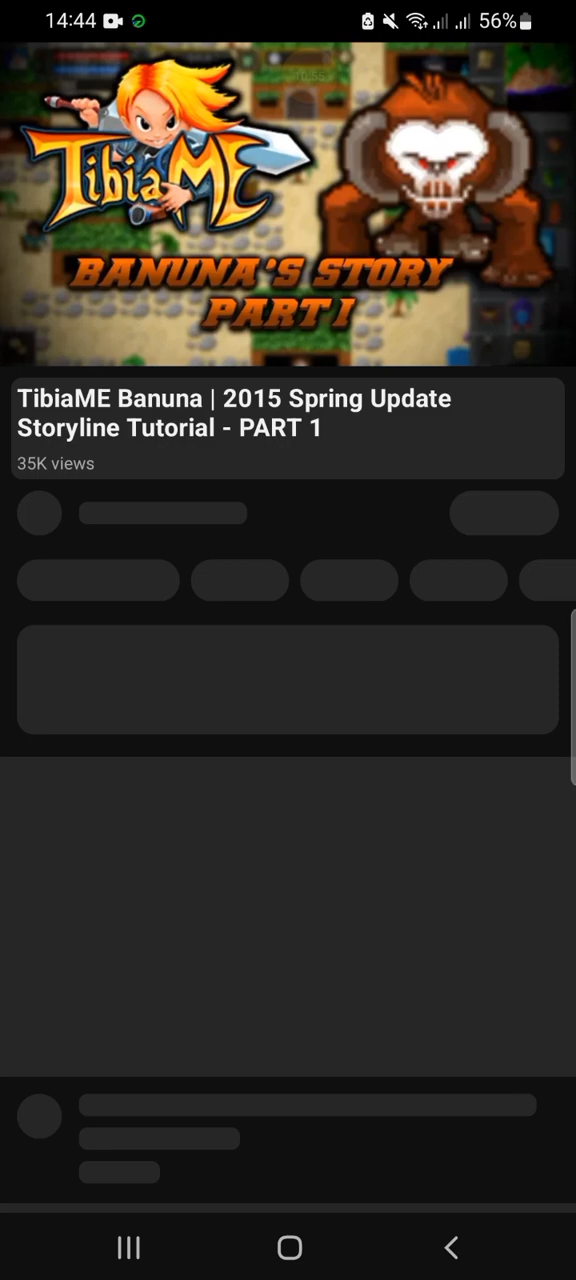 14:44
56%
TibiaME
BANUNA'S STORY
PART I
TibiaME Banuna | 2015 Spring Update
Storyline Tutorial - PART 1
35K views